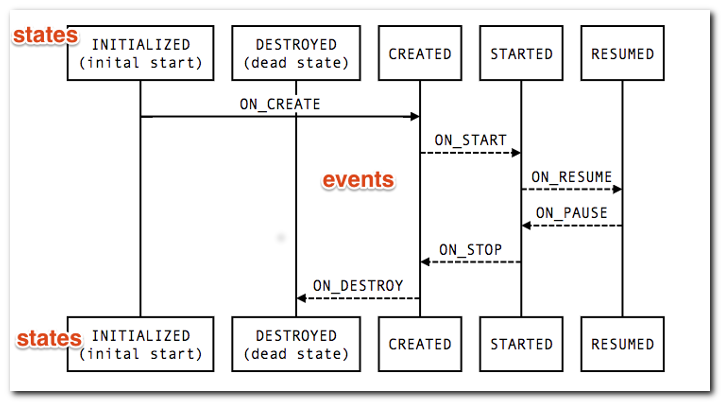 states
INITIALIZED
(inital start)
DESTROYED
(dead state)
CREATED
STARTED
RESUMED
ON_CREATE
ON_START
events
ON_RESUME
ON_PAUSE
ON_STOP
ON_DESTROY
states
INITIALIZED
(inital start)
DESTROYED
(dead state)
CREATED
STARTED
RESUMED